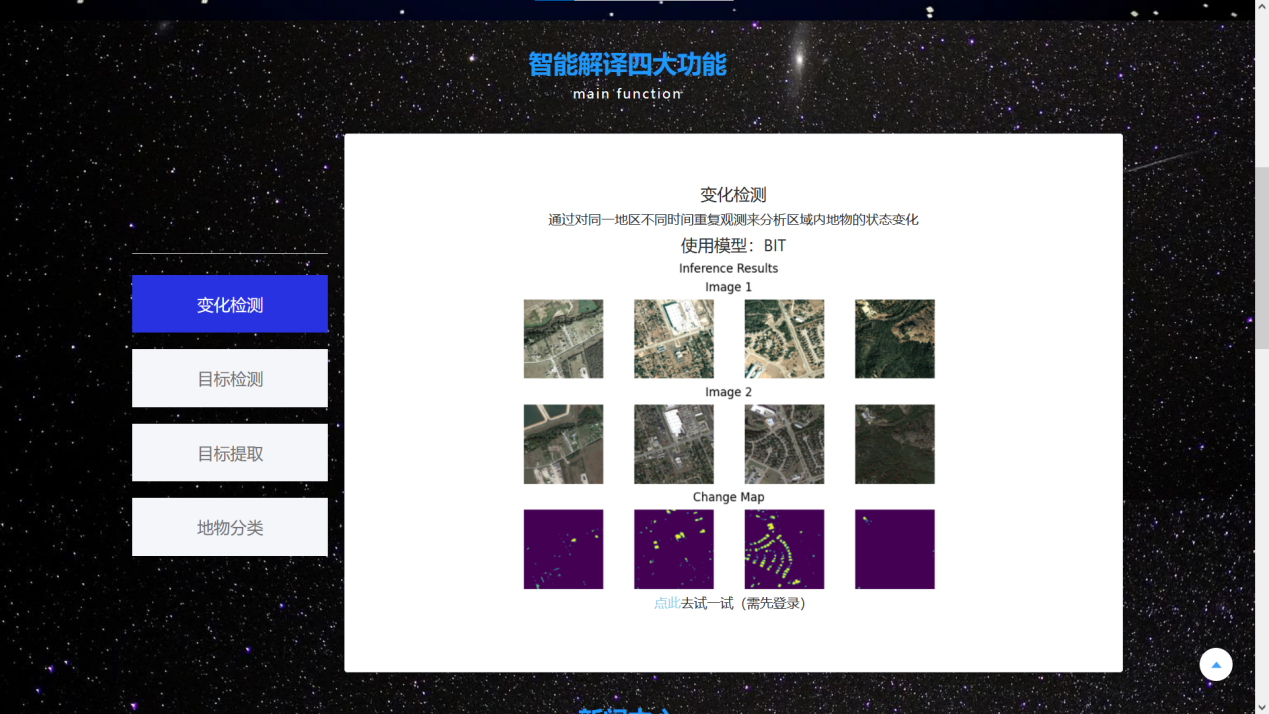 智能解译四大功能
main function
变化检测
目标检测
目标提取
地物分类
变化检测
通过对同一地区不同时间重复观测来分析区域内地物的状态变化
使用模型：BIT
Inference Results
Image 1
Image 2
Change Map
点此去试一试（需先登录）